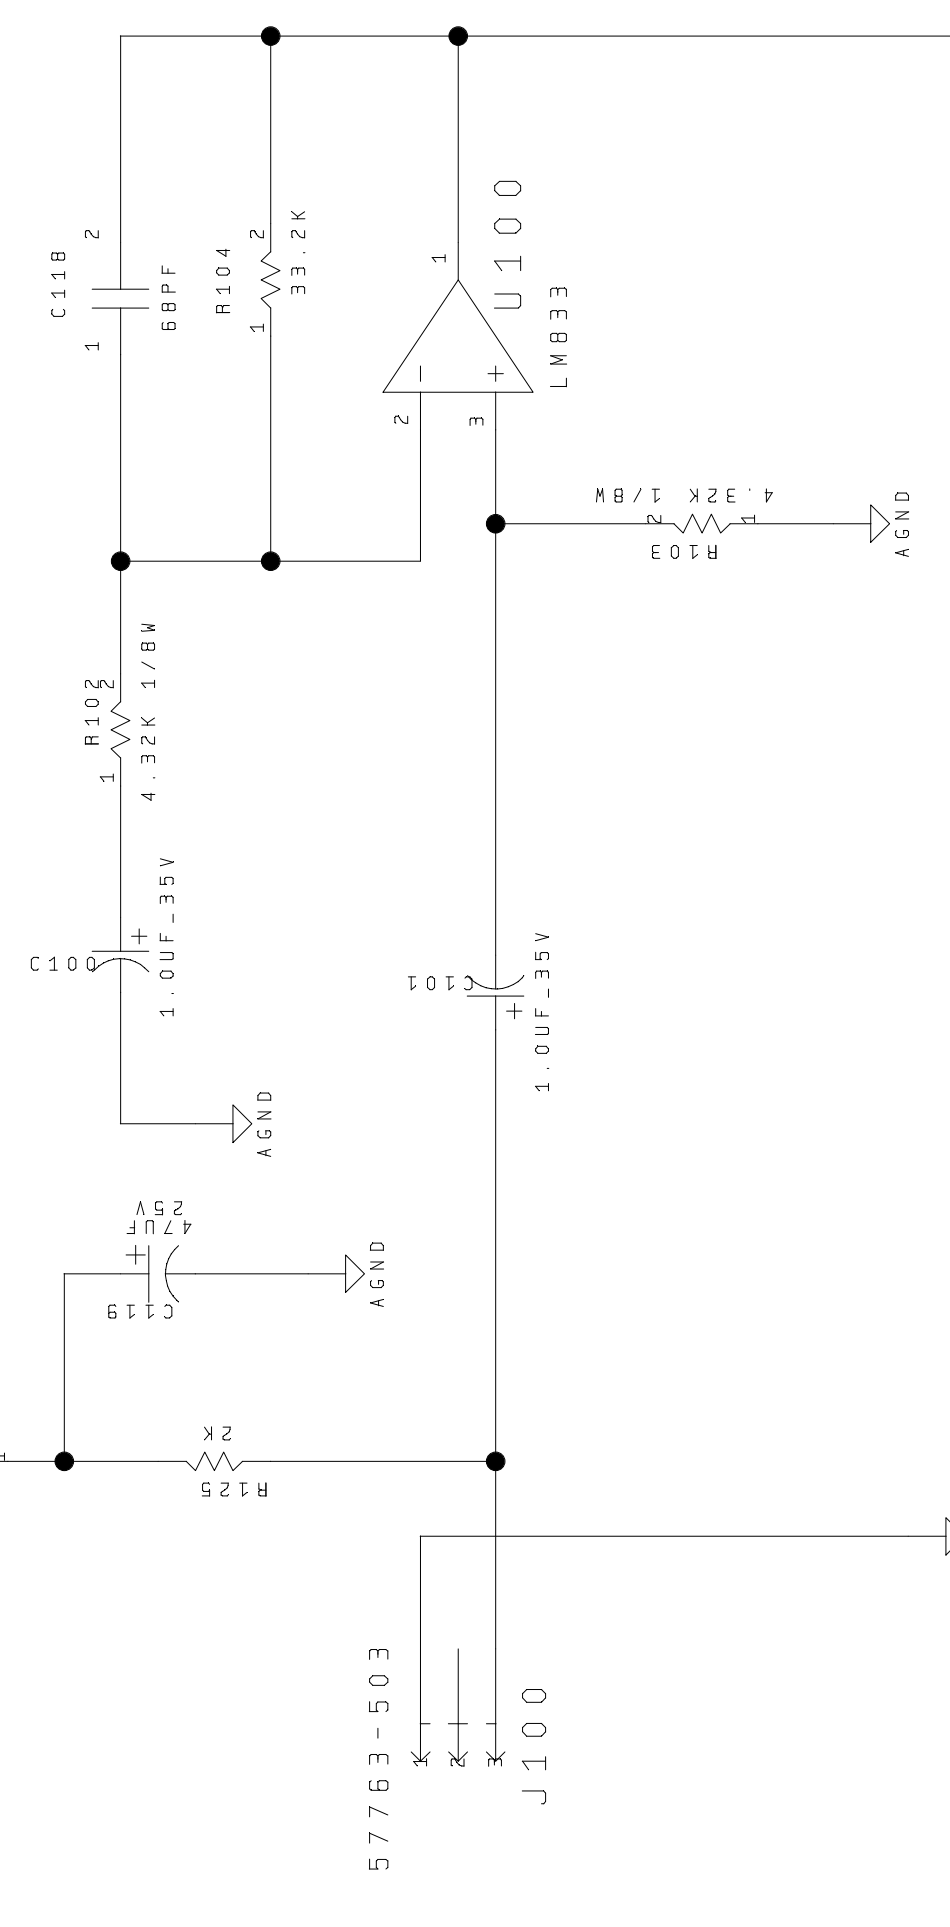 C118
1
2
68PF
R104
1
2
33.2K
1
U100
LM833
2
3
-
+
4.32K 1/8W
2
1
R103
AGND
R102
1
2
4.32K 1/8W
C100
+
1.0UF_35V
AGND
C101
+
1.0UF_35V
25V
47UF
+
C119
AGND
2K
R125
57763-503
1
2
3
J100